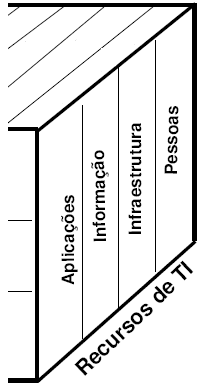 Aplicações
Informação
Infraestrutura
Pessoas
Recursos de TI